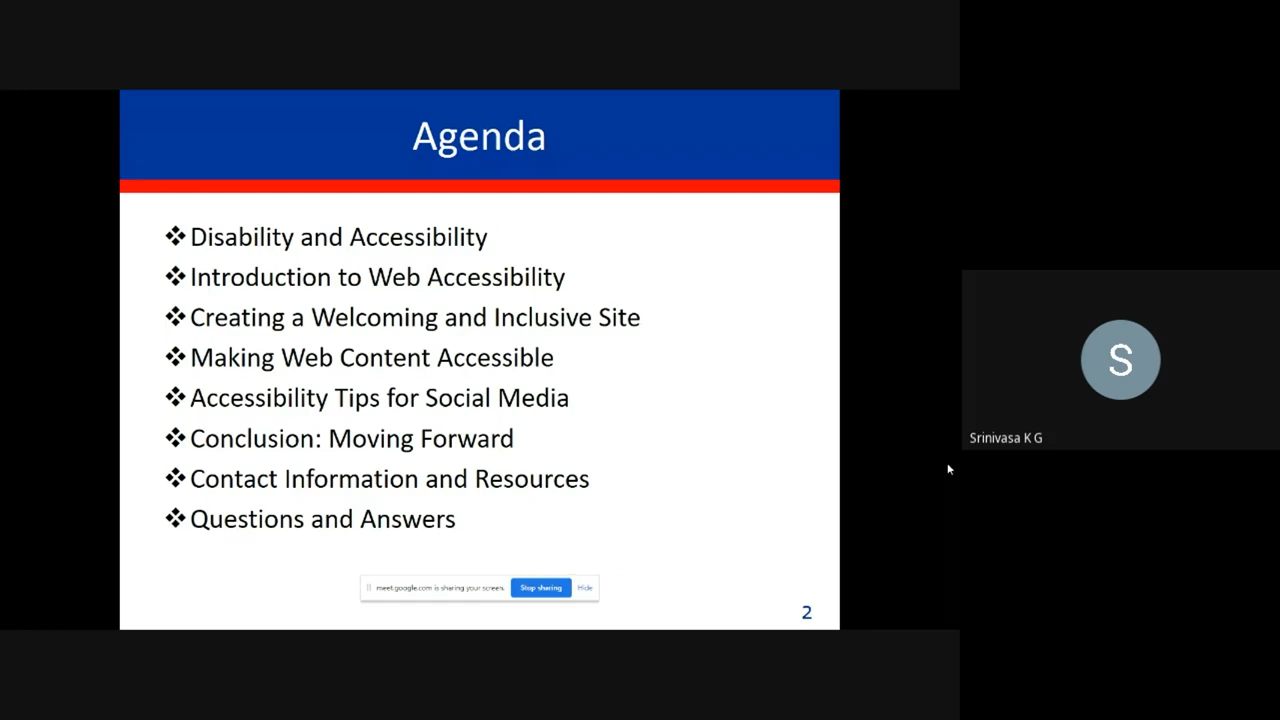 Agenda
❖ Disability and Accessibility
❖ Introduction to Web Accessibility
❖ Creating a Welcoming and Inclusive Site
❖ Making Web Content Accessible
❖ Accessibility Tips for Social Media
❖ Conclusion: Moving Forward
❖ Contact Information and Resources
❖ Questions and Answers
meet.google.com is sharing your screen. Stop sharing Hide
2
S
Srinivasa K G